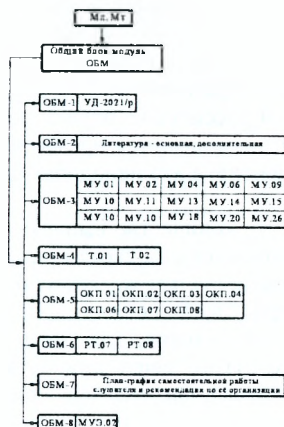 Мд. Мт
Общий блок модуль
ОБМ
ОБМ-1 УД-2021/р
ОБМ-2 Литература - основная, дополнительная
МУ.01 МУ.02 МУ.04 МУ.06 МУ.09
ОБМ-3 МУ.10 МУ.11 МУ.13 МУ.14 МУ.15
МУ.10 МУ.10 МУ.18 МУ.20 МУ.26
ОБМ-4 Т.01 Т.02
ОКП.01 ОКП.02 ОКП.03 ОКП.04
ОБМ-5
ОКП.06 ОКП.07 ОКП.08
ОБМ-6 РТ.07 РТ.08
План-график самостоятельной работы
ОБМ-7
слушателя и рекомендации по её организации
ОБМ-8 МУЭ.02